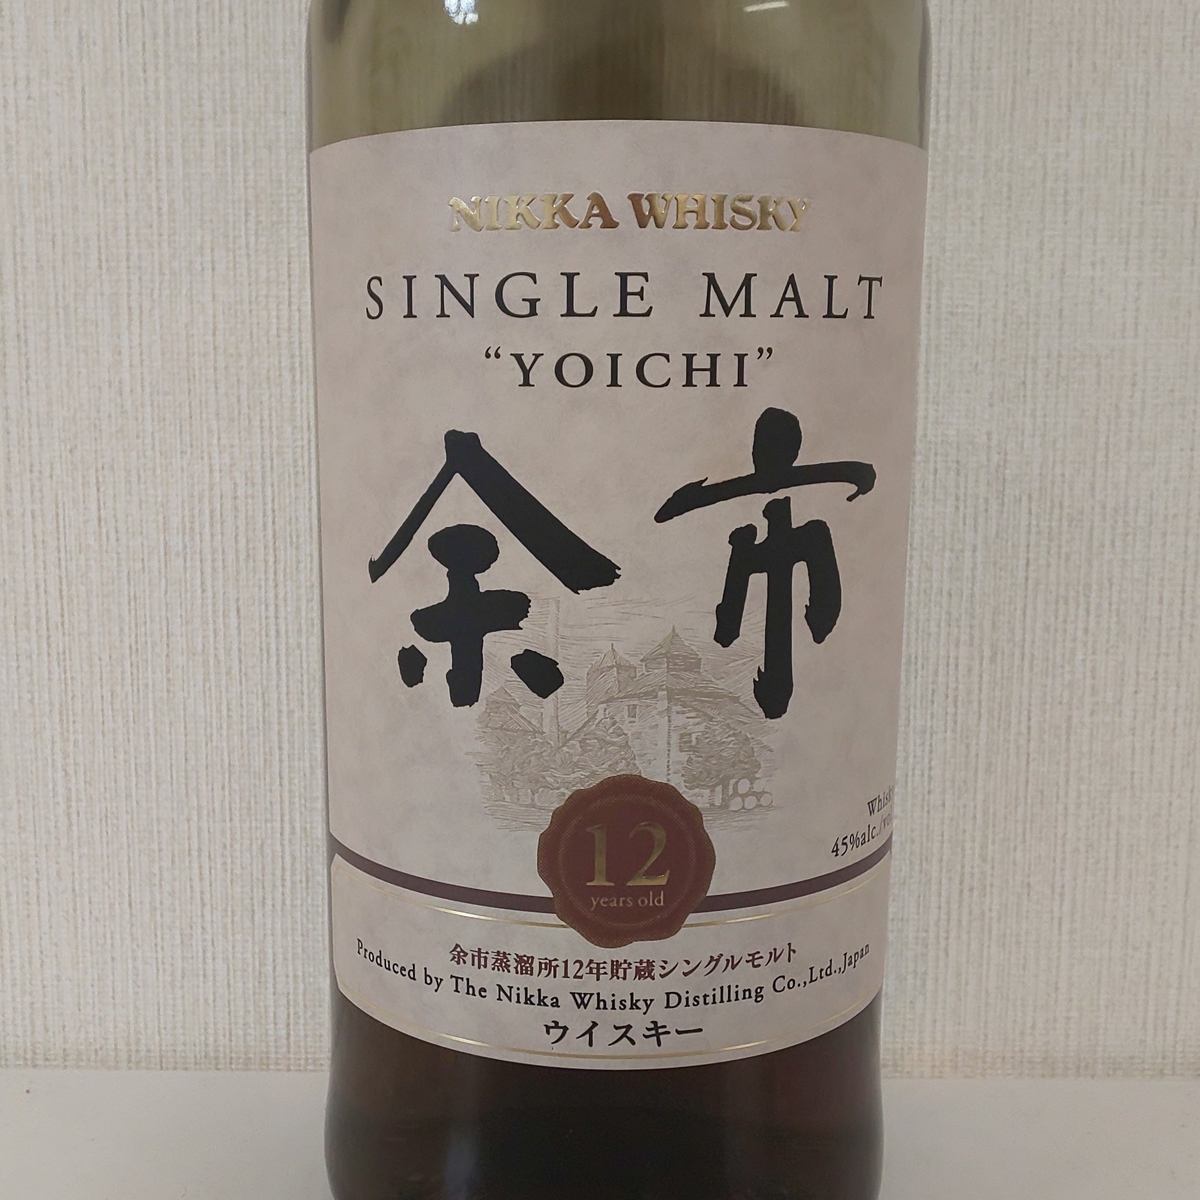 NIKKA WHISKY
SINGLE MALT
“YOICHI”
余市
45%alc./vo
12
years old
余市蒸溜所12年貯蔵シングルモルト
Produced by The Nikka Whisky Distilling Co.,Ltd.,Japan
ウイスキー